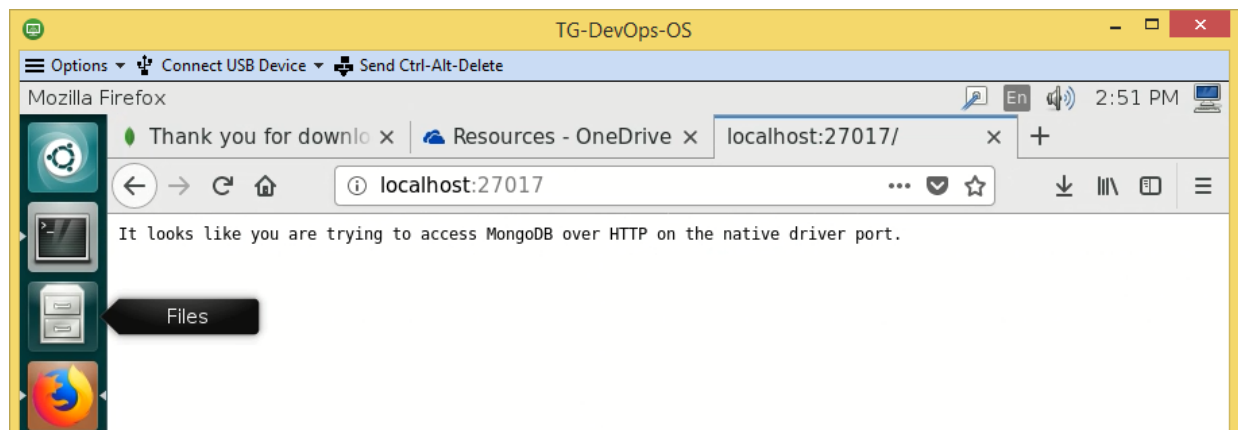 TG-DevOps-OS
Options Connect USB Device Send Ctrl-Alt-Delete
Mozilla Firefox En 2:51 PM
Thank you for downlo Resources - OneDrive localhost:27017/
localhost:27017
It looks like you are trying to access MongoDB over HTTP on the native driver port.
Files